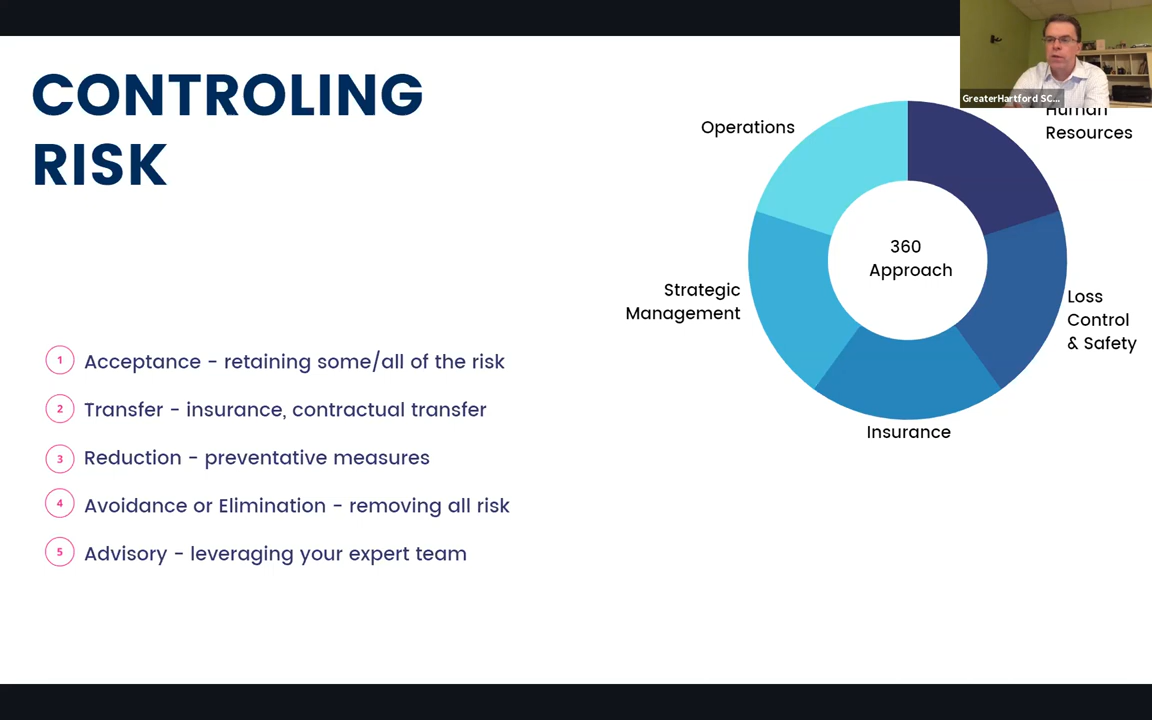 CONTROLING
RISK
1 Acceptance - retaining some/all of the risk
2 Transfer - insurance, contractual transfer
3 Reduction - preventative measures
4 Avoidance or Elimination - removing all risk
5 Advisory - leveraging your expert team
GreaterHartford SC...
Operations
Human
Resources
360
Approach
Strategic
Management
Loss
Control
& Safety
Insurance